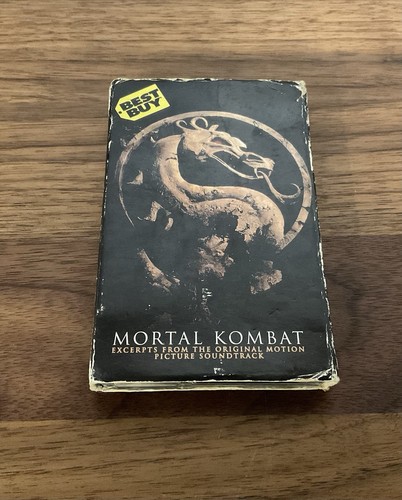 BEST
BUY
MORTAL KOMBAT
EXCERPTS FROM THE ORIGINAL MOTION
PICTURE SOUNDTRACK